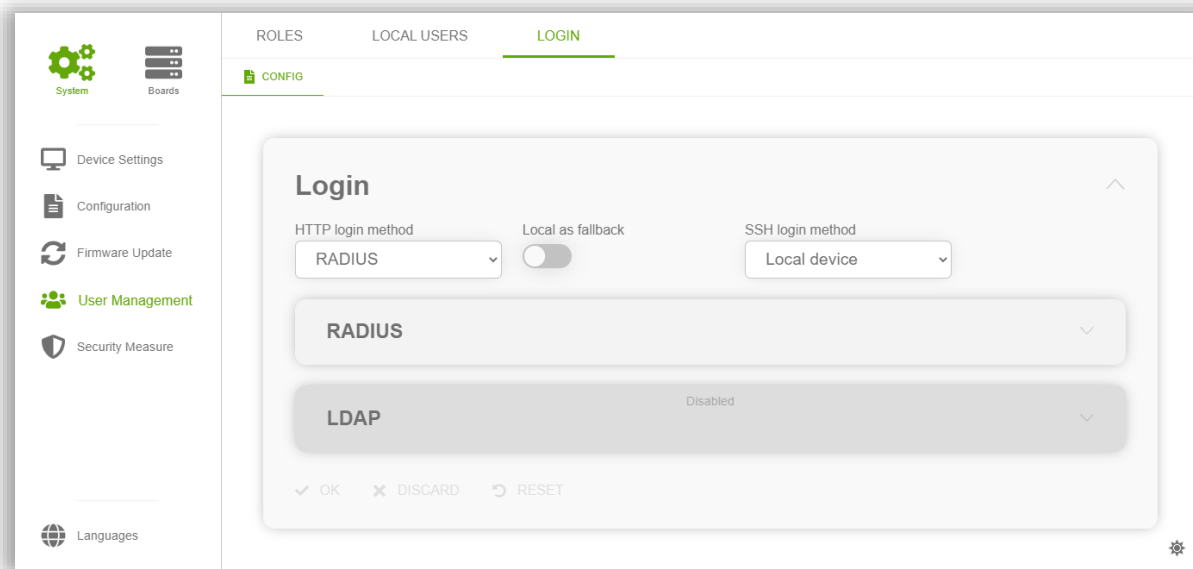 System Boards
Device Settings
Configuration
Firmware Update
User Management
Security Measure
Languages
ROLES LOCAL USERS LOGIN
CONFIG
Login
HTTP login method Local as fallback SSH login method
RADIUS Local device
RADIUS
Disabled
LDAP
OK DISCARD RESET